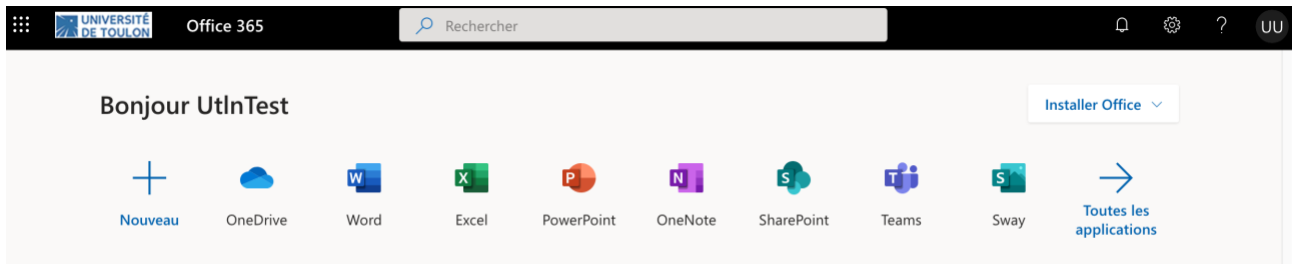 UNIVERSITÉ
DE TOULON
Office 365
Rechercher
?
UU
Bonjour UtlnTest
Installer Office
Nouveau
OneDrive
W
Word
X
Excel
P
PowerPoint
N
OneNote
S
SharePoint
T
Teams
S
Sway
Toutes les
applications